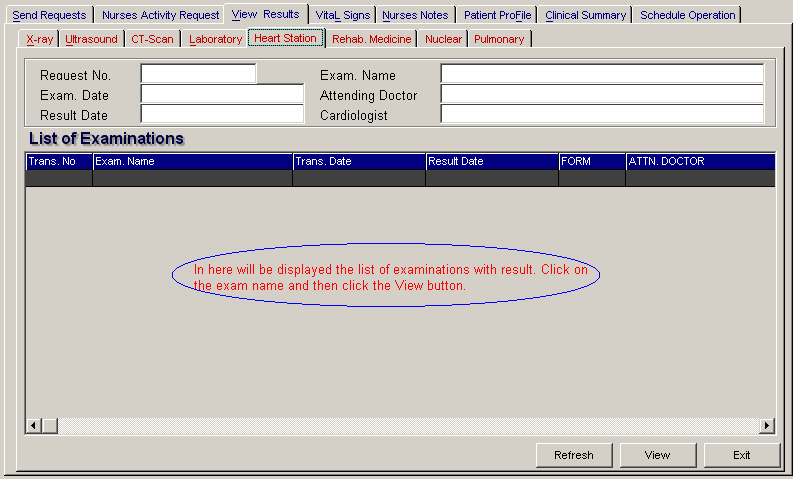 Send Requests Nurses Activity Request View Results VitaL Signs Nurses Notes Patient ProFile Clinical Summary Schedule Operation
X-ray Ultrasound CT-Scan Laboratory Heart Station Rehab. Medicine Nuclear Pulmonary
Request No. Exam. Name
Exam. Date Attending Doctor
Result Date Cardiologist
List of Examinations
Trans. No Exam. Name Trans. Date Result Date FORM ATTN. DOCTOR
In here will be displayed the list of examinations with result. Click on
the exam name and then click the View button.
Refresh View Exit